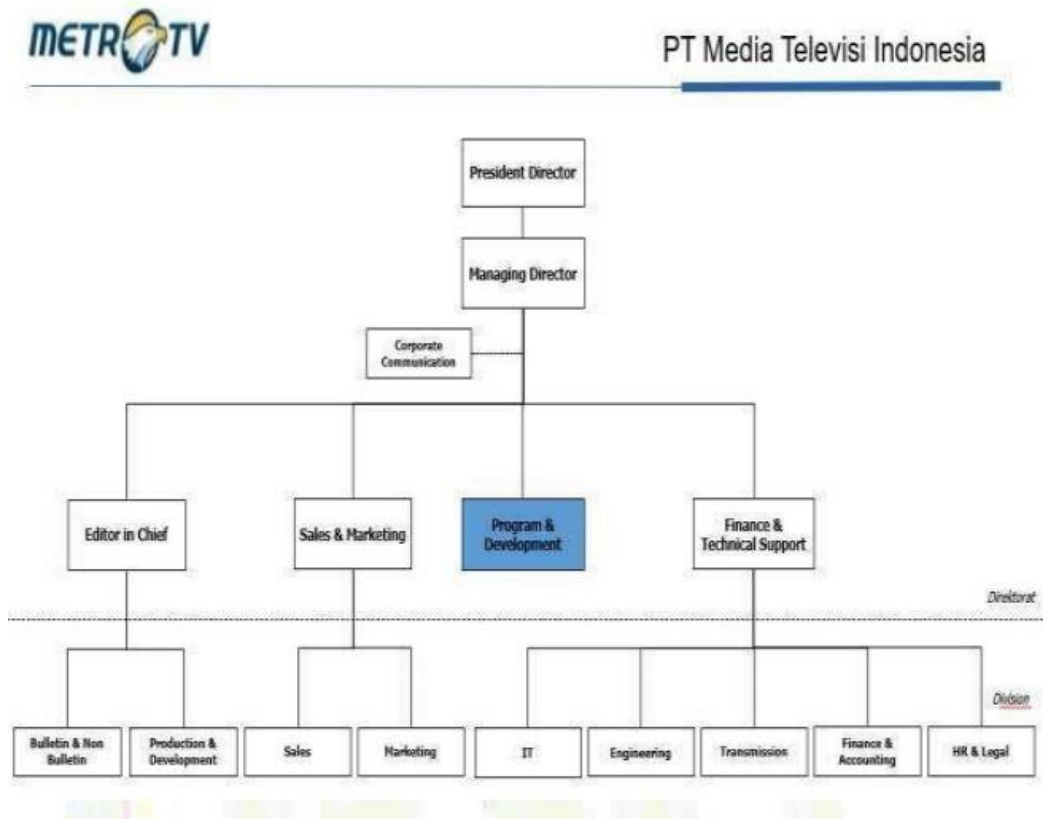 METRO TV
PT Media Televisi Indonesia
President Director
Managing Director
Corporate
Communication
Editor in Chief
Sales & Marketing
Program &
Development
Finance &
Technical Support
Direktorat
Division
Bulletin & Non
Bulletin
Production &
Development
Sales
Marketing
IT
Engineering
Transmission
Finance &
Accounting
HR & Legal